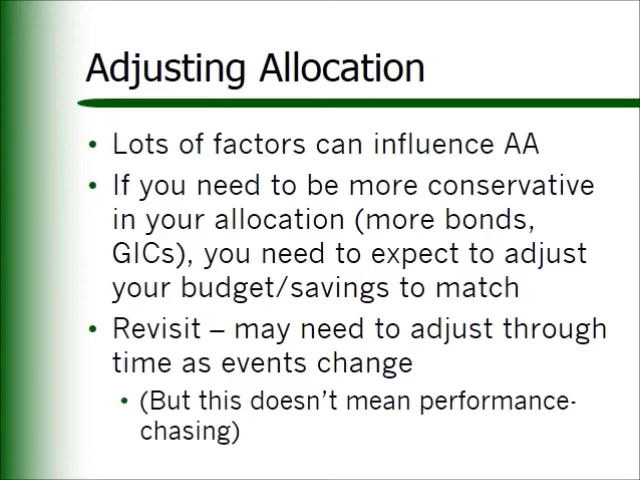 Adjusting Allocation
• Lots of factors can influence AA
• If you need to be more conservative
in your allocation (more bonds,
GICs), you need to expect to adjust
your budget/savings to match
• Revisit – may need to adjust through
time as events change
• (But this doesn't mean performance-
chasing)